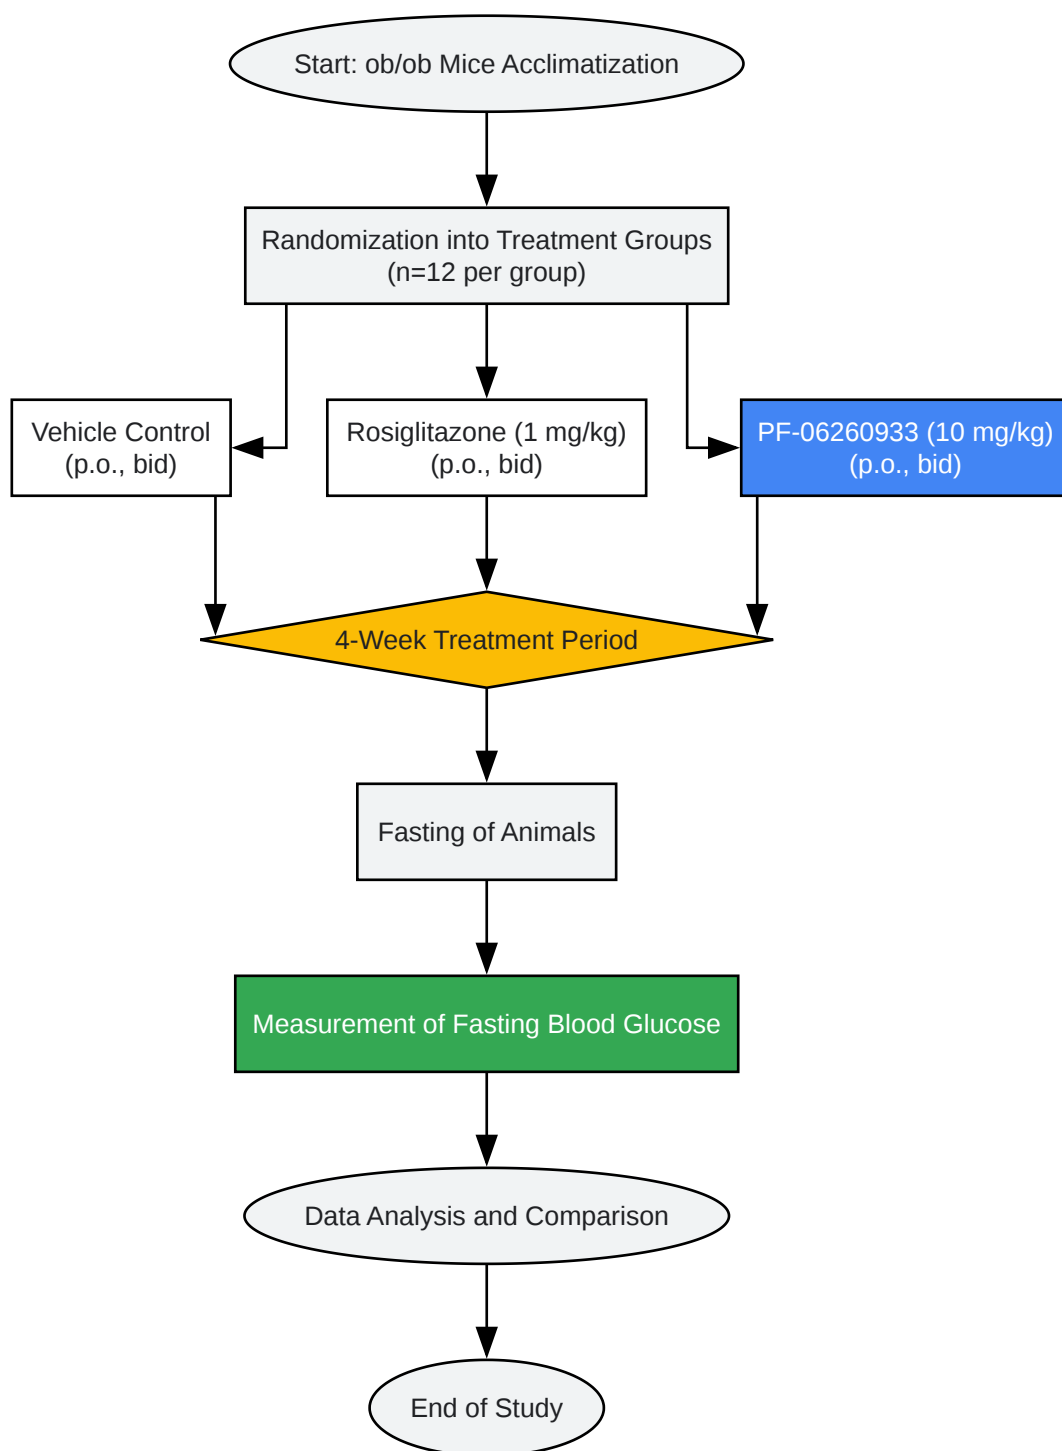 Start: ob/ob Mice Acclimatization
Randomization into Treatment Groups
(n=12 per group)
Vehicle Control
(p.o., bid)
Rosiglitazone (1 mg/kg)
(p.o., bid)
PF-06260933 (10 mg/kg)
(p.o., bid)
4-Week Treatment Period
Fasting of Animals
Measurement of Fasting Blood Glucose
Data Analysis and Comparison
End of Study